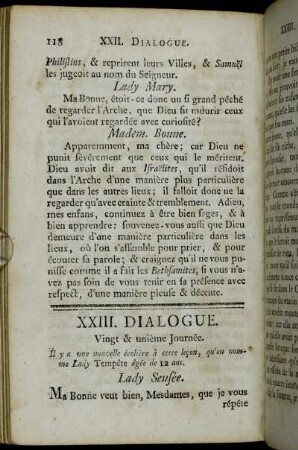 118 XXII. DIALOGUE.
Philistins, & reprirent leurs Villes, & Samuël
les jugeoit au nom du Seigneur.
Lady Mary.
Ma Bonne, étoit-ce donc un si grand péché
de regarder l'Arche, que Dieu fir mourir ceux
qui l'avoient regardée avec curiosité?
Madem. Bonne.
Apparemment, ma chère; car Dieu ne
punit sévérement que ceux qui le méritent.
Dieu avoit dit aux Israëlites, qu'il résidoit
dans l'Arche d'une manière plus particulière
que dans les autres lieux; il falloit donc ne la
regarder qu'avec crainte & tremblement. Adieu,
mes enfans, continuez à être bien sages, & à
bien apprendre: souvenez-vous aussi que Dieu
demeure d'une manière particulière dans les
lieux, où l'on s'assemble pour prier, & pour
écouter sa parole; & craignez qu'il ne vous pu-
nisse comme il a fait les Bethsamites, si vous n'a-
vez pas soin de vous tenir en sa présence avec
respect, d'une manière pieuse & décente.
XXIII. DIALOGUE.
Vingt & unième Journée.
Il y a une nouvelle écolière à cette leçon, qu'on nom-
me Lady Tempête âgée de 12 ans.
Lady Sensée.
Ma Bonne veut bien, Mesdames, que je vous
répéte